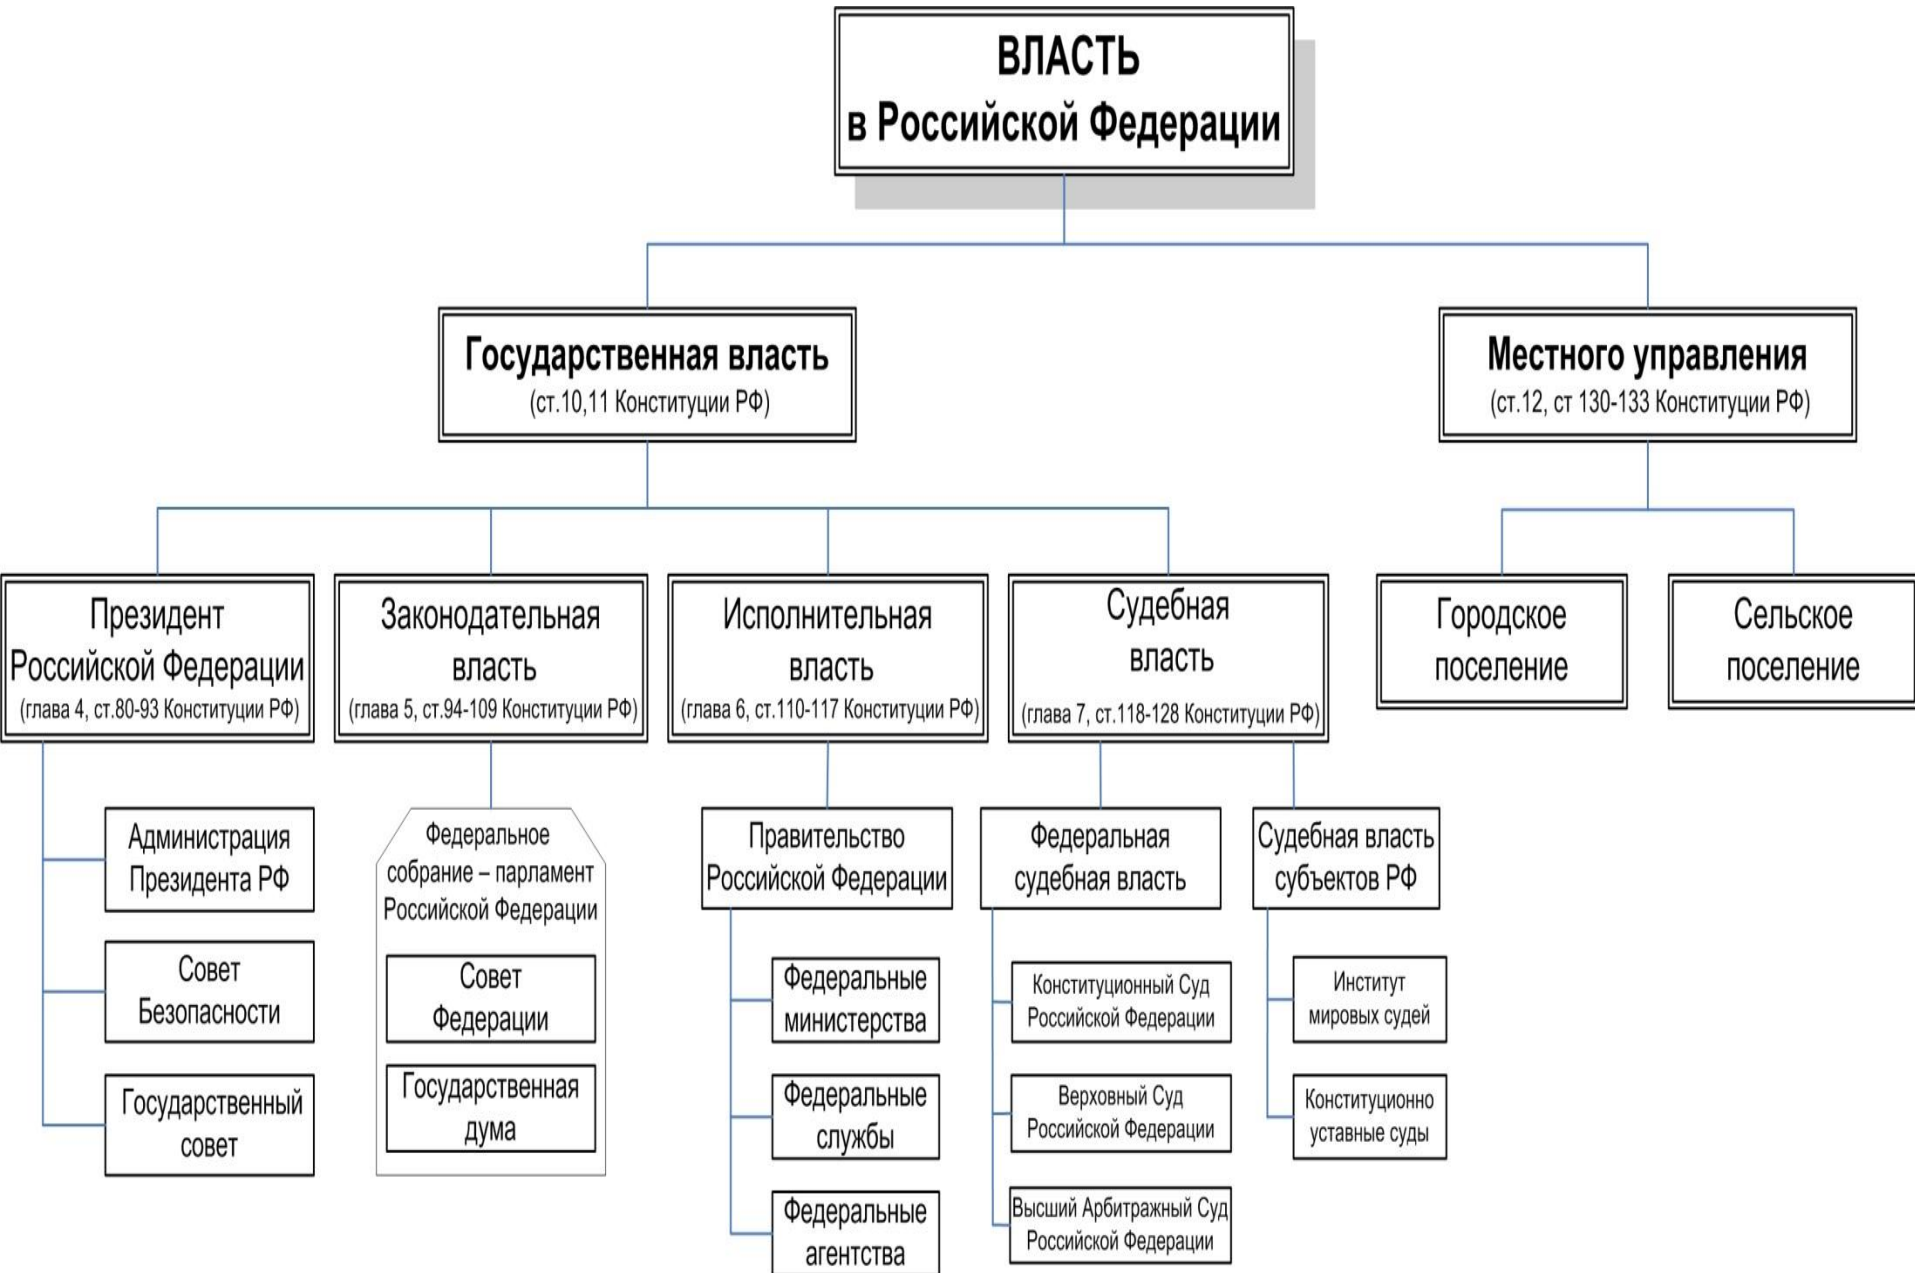 ВЛАСТЬ
в Российской Федерации
Государственная власть
(ст.10,11 Конституции РФ)
Местного управления
(ст.12, ст 130-133 Конституции РФ)
Президент
Российской Федерации
(глава 4, ст.80-93 Конституции РФ)
Законодательная
власть
(глава 5, ст.94-109 Конституции РФ)
Исполнительная
власть
(глава 6, ст.110-117 Конституции РФ)
Судебная
власть
(глава 7, ст.118-128 Конституции РФ)
Городское
поселение
Сельское
поселение
Администрация
Президента РФ
Совет
Безопасности
Государственный
совет
Федеральное
собрание – парламент
Российской Федерации
Совет
Федерации
Государственная
дума
Правительство
Российской Федерации
Федеральные
министерства
Федеральные
службы
Федеральные
агентства
Федеральная
судебная власть
Конституционный Суд
Российской Федерации
Верховный Суд
Российской Федерации
Высший Арбитражный Суд
Российской Федерации
Судебная власть
субъектов РФ
Институт
мировых судей
Конституционно
уставные суды